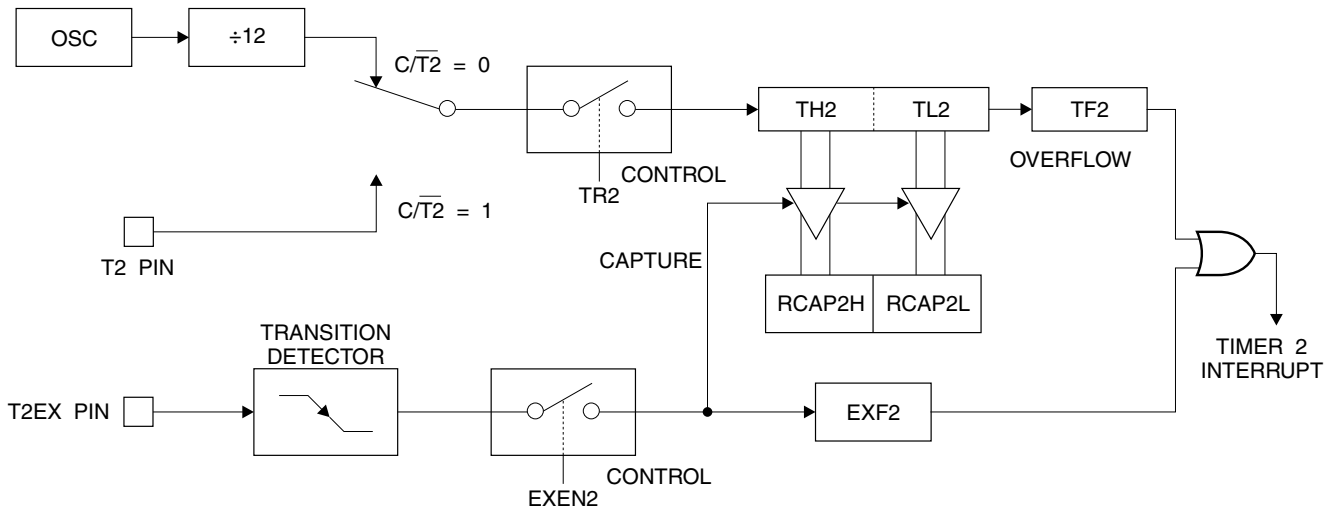 OSC
÷12
C/T2̅ = 0
TH2
TL2
TF2
OVERFLOW
CONTROL
TR2
C/T2̅ = 1
T2 PIN
CAPTURE
RCAP2H
RCAP2L
TRANSITION
DETECTOR
TIMER 2
INTERRUPT
T2EX PIN
EXF2
CONTROL
EXEN2